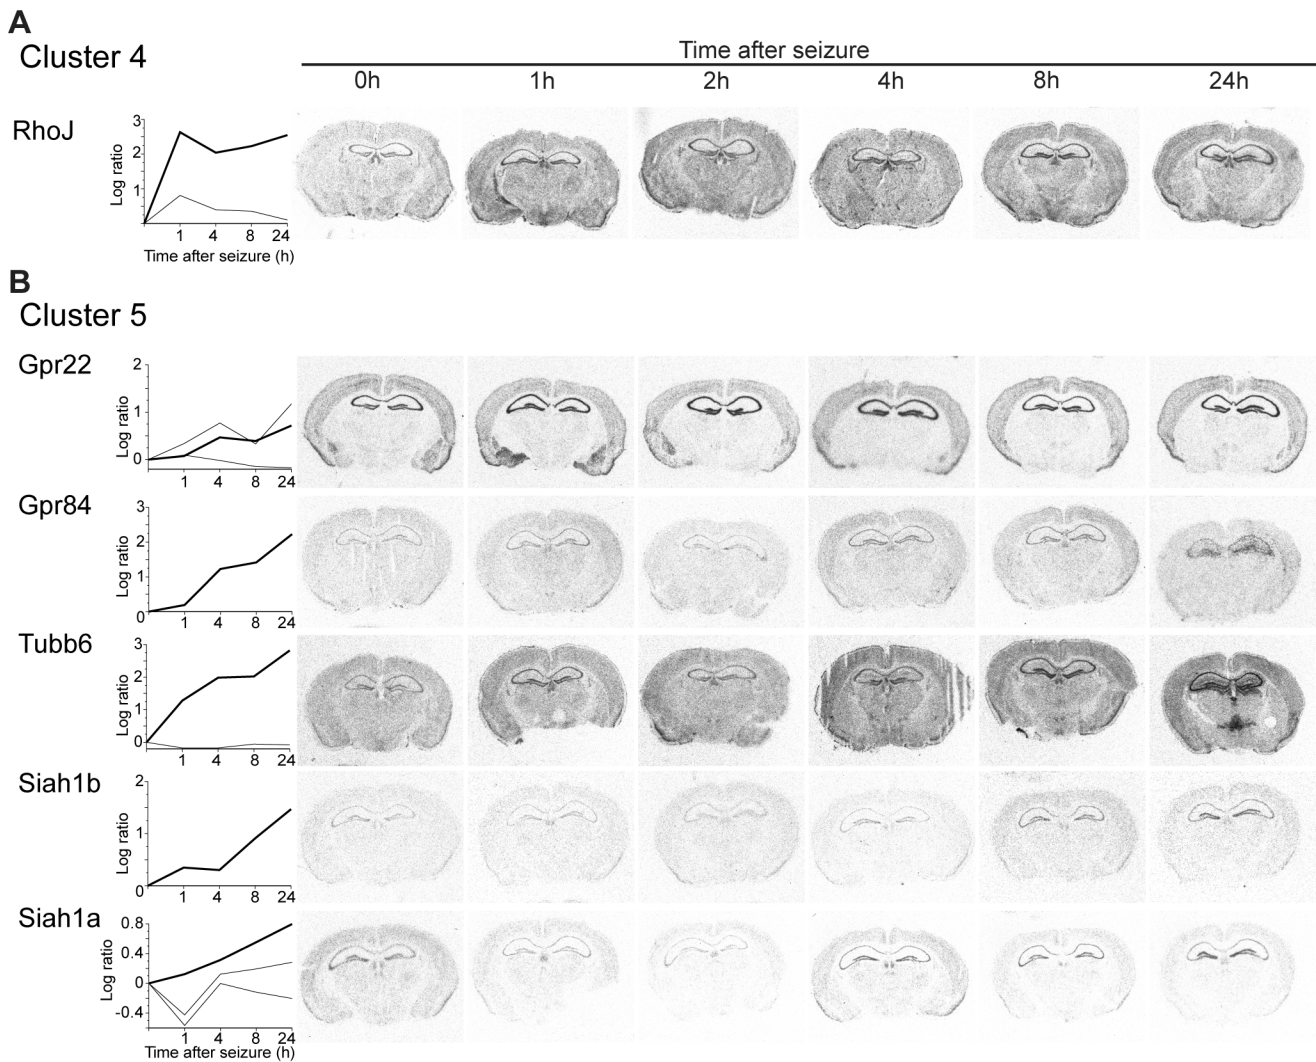 A
Cluster 4
Time after seizure
0h 1h 2h 4h 8h 24h
RhoJ
Log ratio
3
2
1
1 4 8 24
Time after seizure (h)
B
Cluster 5
Gpr22
Log ratio
2
1
0
1 4 8 24
Gpr84
Log ratio
3
2
1
0
1 4 8 24
Tubb6
Log ratio
3
2
1
0
1 4 8 24
Siah1b
Log ratio
2
1
0
1 4 8 24
Siah1a
Log ratio
0.8
0.4
0
-0.4
1 4 8 24
Time after seizure (h)